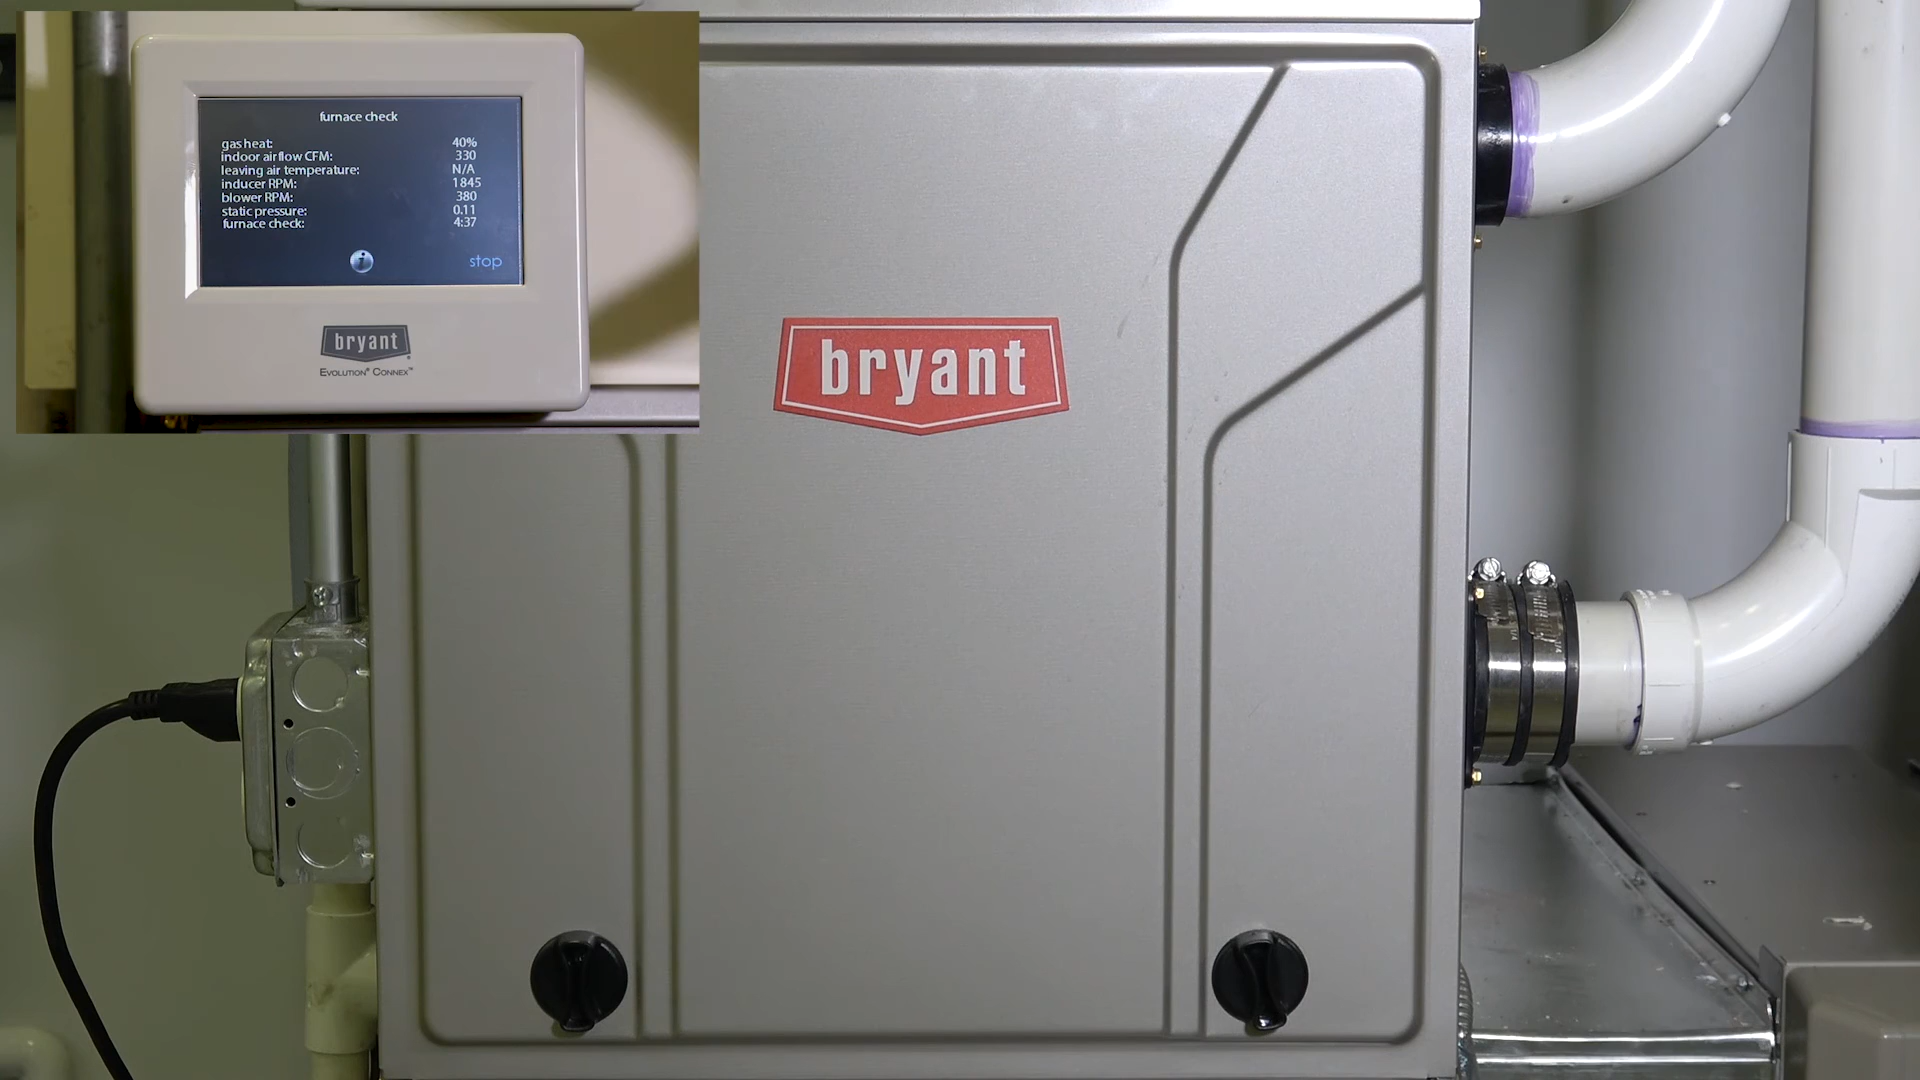 furnace check
gas heat: 40%
indoor airflow CFM: 330
leaving air temperature: N/A
inducer RPM: 1845
blower RPM: 380
static pressure: 0.11
furnace check: 4:37
i
stop
bryant
EVOLUTION® CONNEX™
bryant